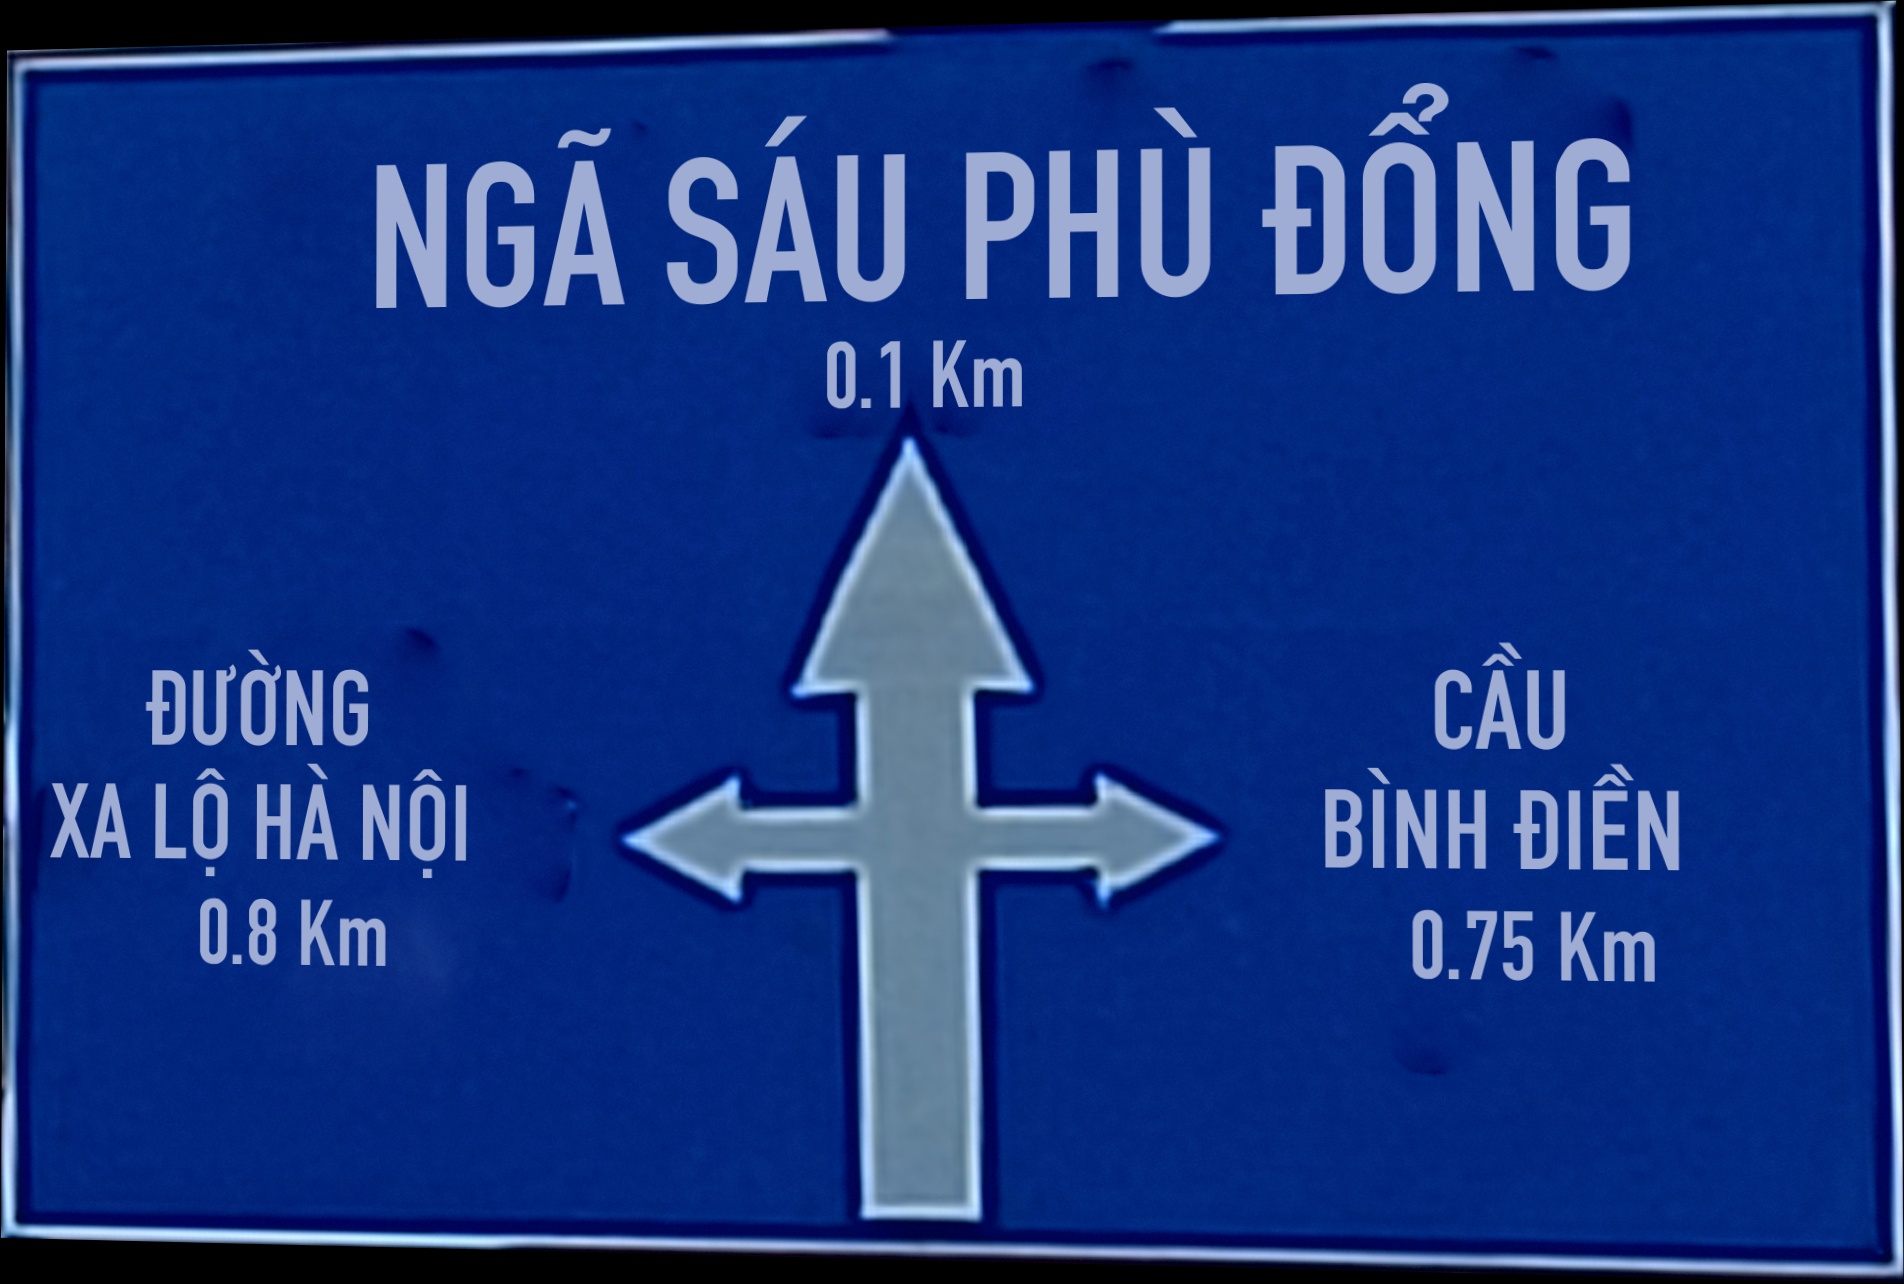 NGÃ SÁU PHÙ ĐỔNG
0.1 Km
ĐƯỜNG
XA LỘ HÀ NỘI
0.8 Km
CẦU
BÌNH ĐIỀN
0.75 Km